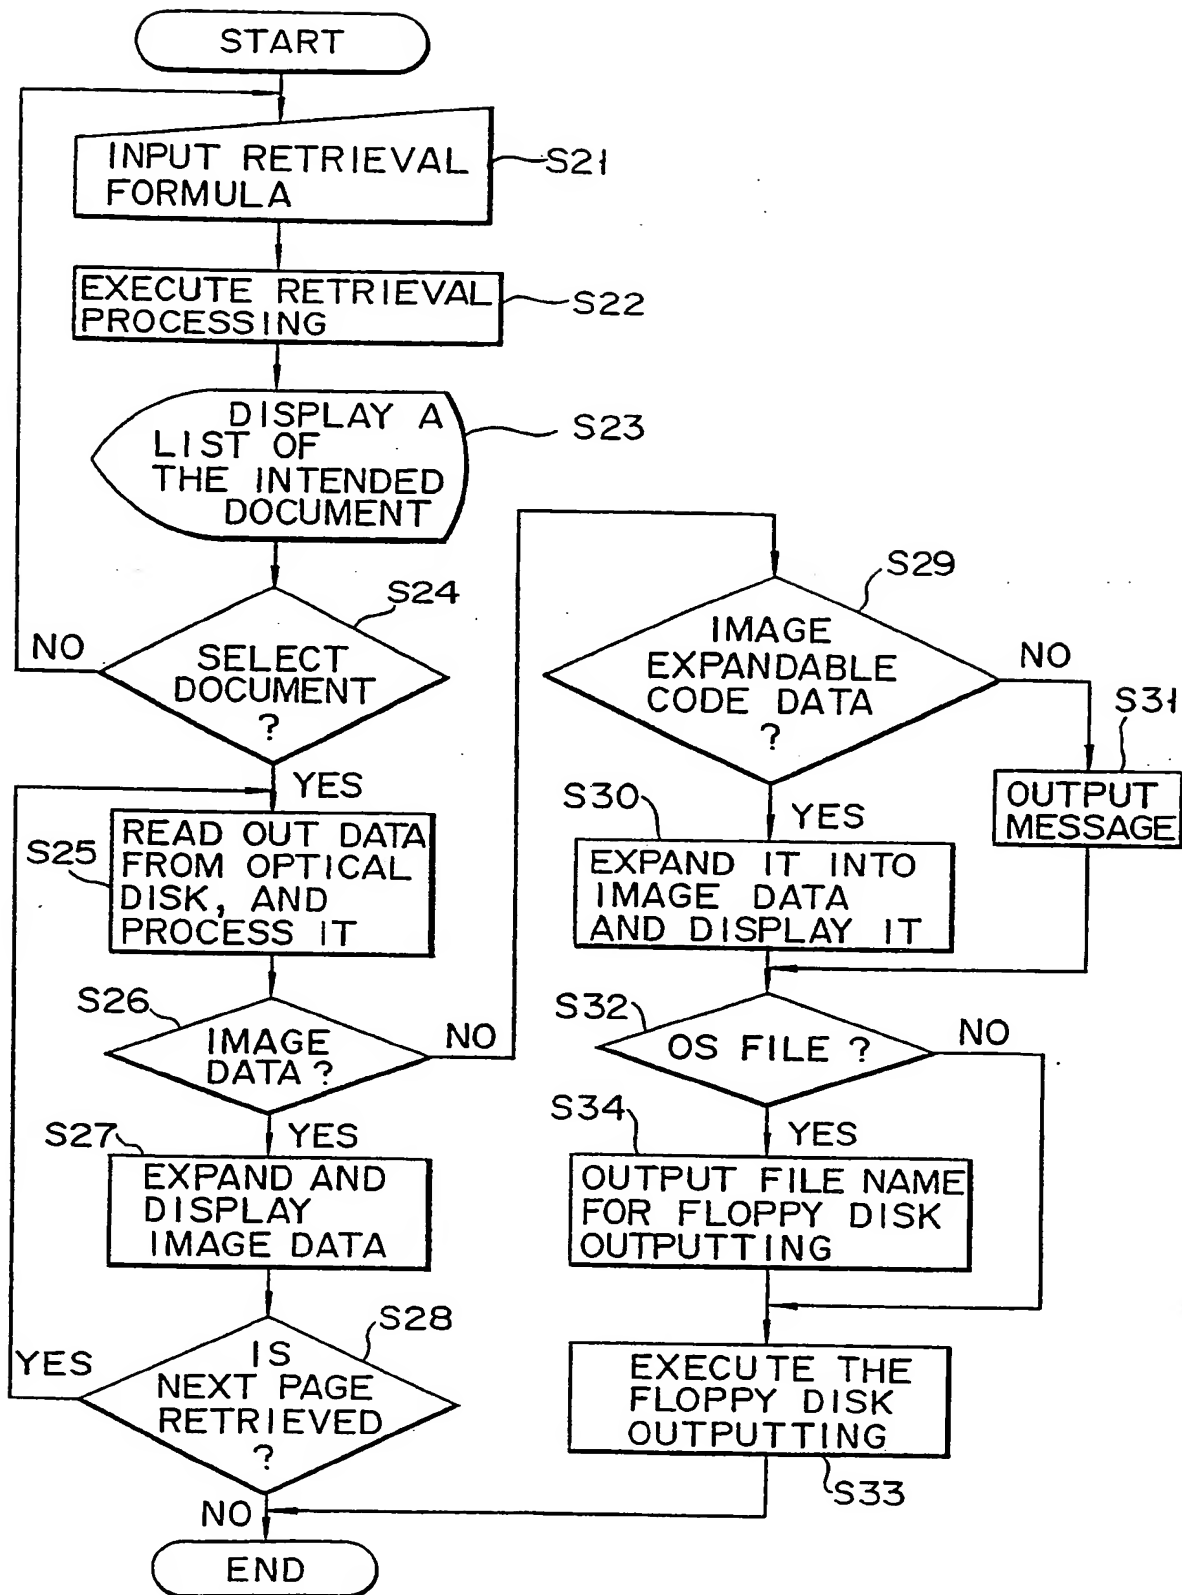 START
INPUT RETRIEVAL
FORMULA
S21
EXECUTE RETRIEVAL
PROCESSING
S22
DISPLAY A
LIST OF
THE INTENDED
DOCUMENT
S23
S24
NO
SELECT
DOCUMENT
?
YES
READ OUT DATA
FROM OPTICAL
DISK, AND
PROCESS IT
S25
S26
IMAGE
DATA?
NO
YES
S27
EXPAND AND
DISPLAY
IMAGE DATA
S28
YES
IS
NEXT PAGE
RETRIEVED
?
NO
END
S29
IMAGE
EXPANDABLE
CODE DATA
?
NO
S31
OUTPUT
MESSAGE
S30
YES
EXPAND IT INTO
IMAGE DATA
AND DISPLAY IT
S32
OS FILE ?
NO
S34
YES
OUTPUT FILE NAME
FOR FLOPPY DISK
OUTPUTTING
EXECUTE THE
FLOPPY DISK
OUTPUTTING
S33